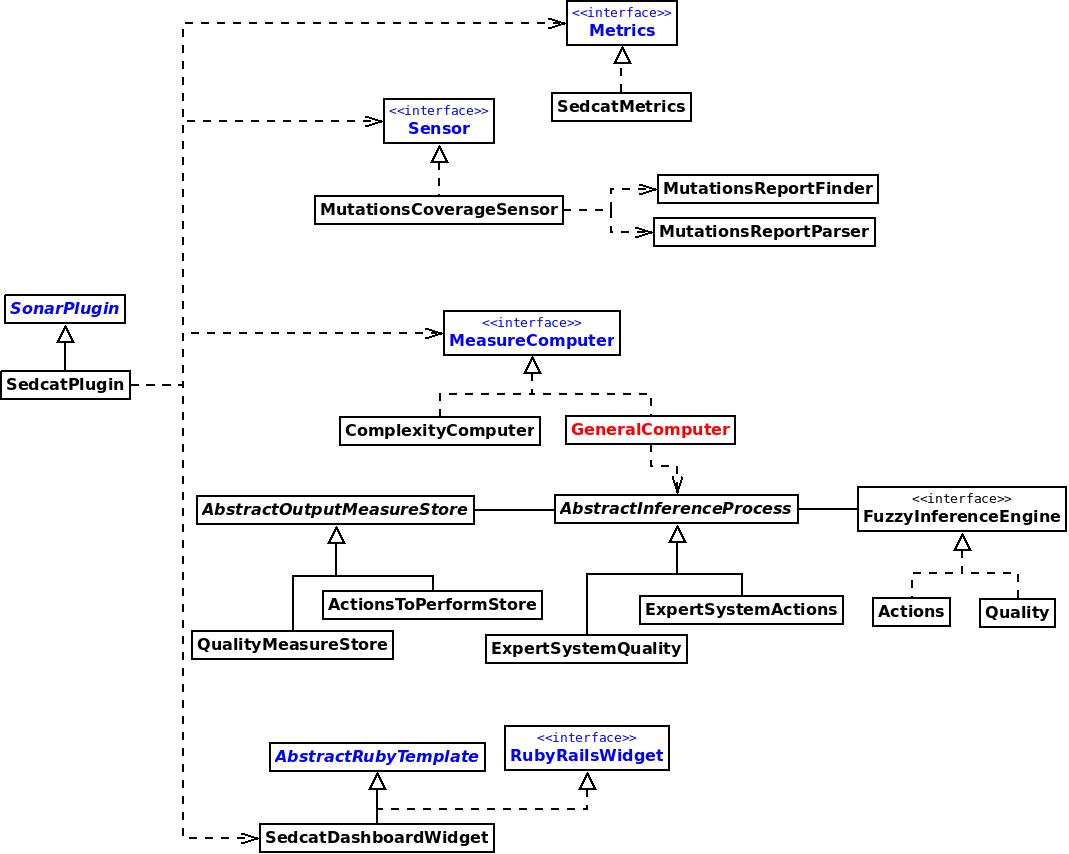 <<interface>>
Metrics
SedcatMetrics
<<interface>>
Sensor
MutationsCoverageSensor
MutationsReportFinder
MutationsReportParser
SonarPlugin
SedcatPlugin
<<interface>>
MeasureComputer
ComplexityComputer
GeneralComputer
AbstractOutputMeasureStore
AbstractInferenceProcess
<<interface>>
FuzzyInferenceEngine
ActionsToPerformStore
QualityMeasureStore
ExpertSystemActions
ExpertSystemQuality
Actions
Quality
AbstractRubyTemplate
<<interface>>
RubyRailsWidget
SedcatDashboardWidget